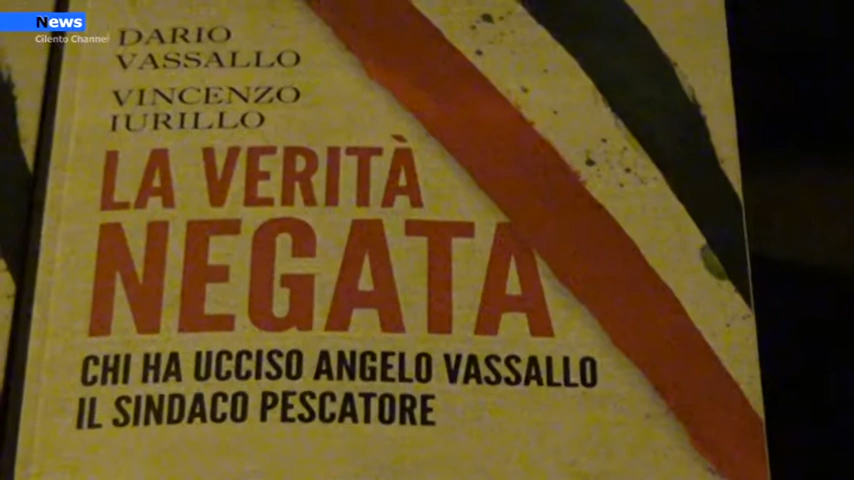 News
Cilento Channel
DARIO
VASSALLO
VINCENZO
IURILLO
LA VERITÀ
NEGATA
CHI HA UCCISO ANGELO VASSALLO
IL SINDACO PESCATORE